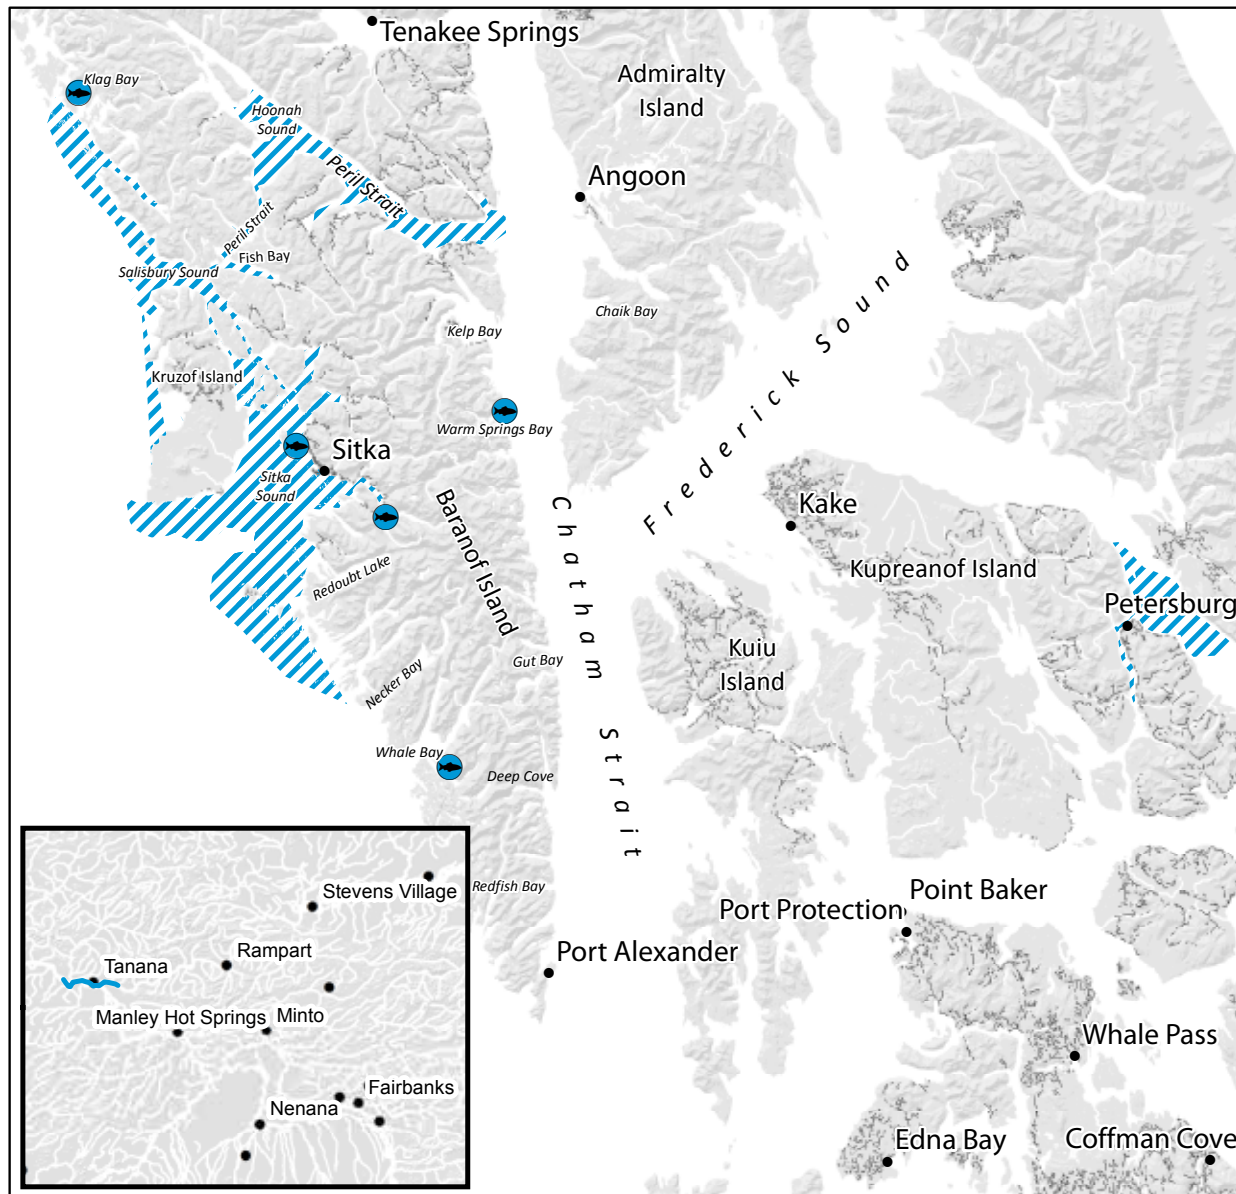 Tenakee Springs
Klag Bay
Admiralty
Island
Hoonah
Sound
Peril Strait
Angoon
Peril Strait
Fish Bay
Salisbury Sound
Chaik Bay
Kelp Bay
Frederick Sound
Kruzof Island
Warm Springs Bay
Sitka
Sitka
Sound
Baranof Island
Chatham Strait
Kake
Kupreanof Island
Redoubt Lake
Petersburg
Kuiu
Island
Gut Bay
Necker Bay
Whale Bay
Deep Cove
Redfish Bay
Point Baker
Port Protection
Port Alexander
Whale Pass
Edna Bay
Coffman Cove
Stevens Village
Rampart
Tanana
Manley Hot Springs
Minto
Fairbanks
Nenana